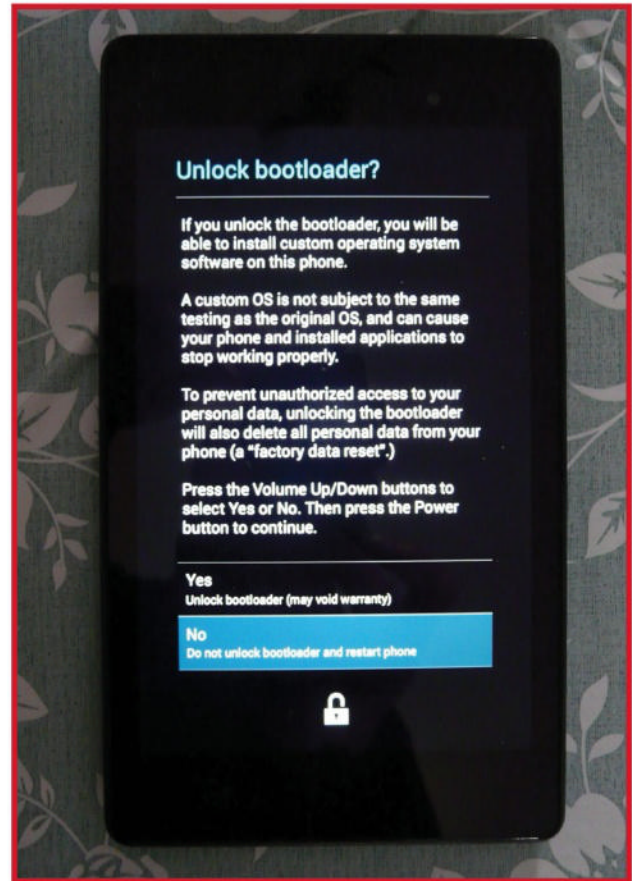 Unlock bootloader?
If you unlock the bootloader, you will be
able to install custom operating system
software on this phone.
A custom OS is not subject to the same
testing as the original OS, and can cause
your phone and installed applications to
stop working properly.
To prevent unauthorized access to your
personal data, unlocking the bootloader
will also delete all personal data from your
phone (a "factory data reset".)
Press the Volume Up/Down buttons to
select Yes or No. Then press the Power
button to continue.
Yes
Unlock bootloader (may void warranty)
No
Do not unlock bootloader and restart phone